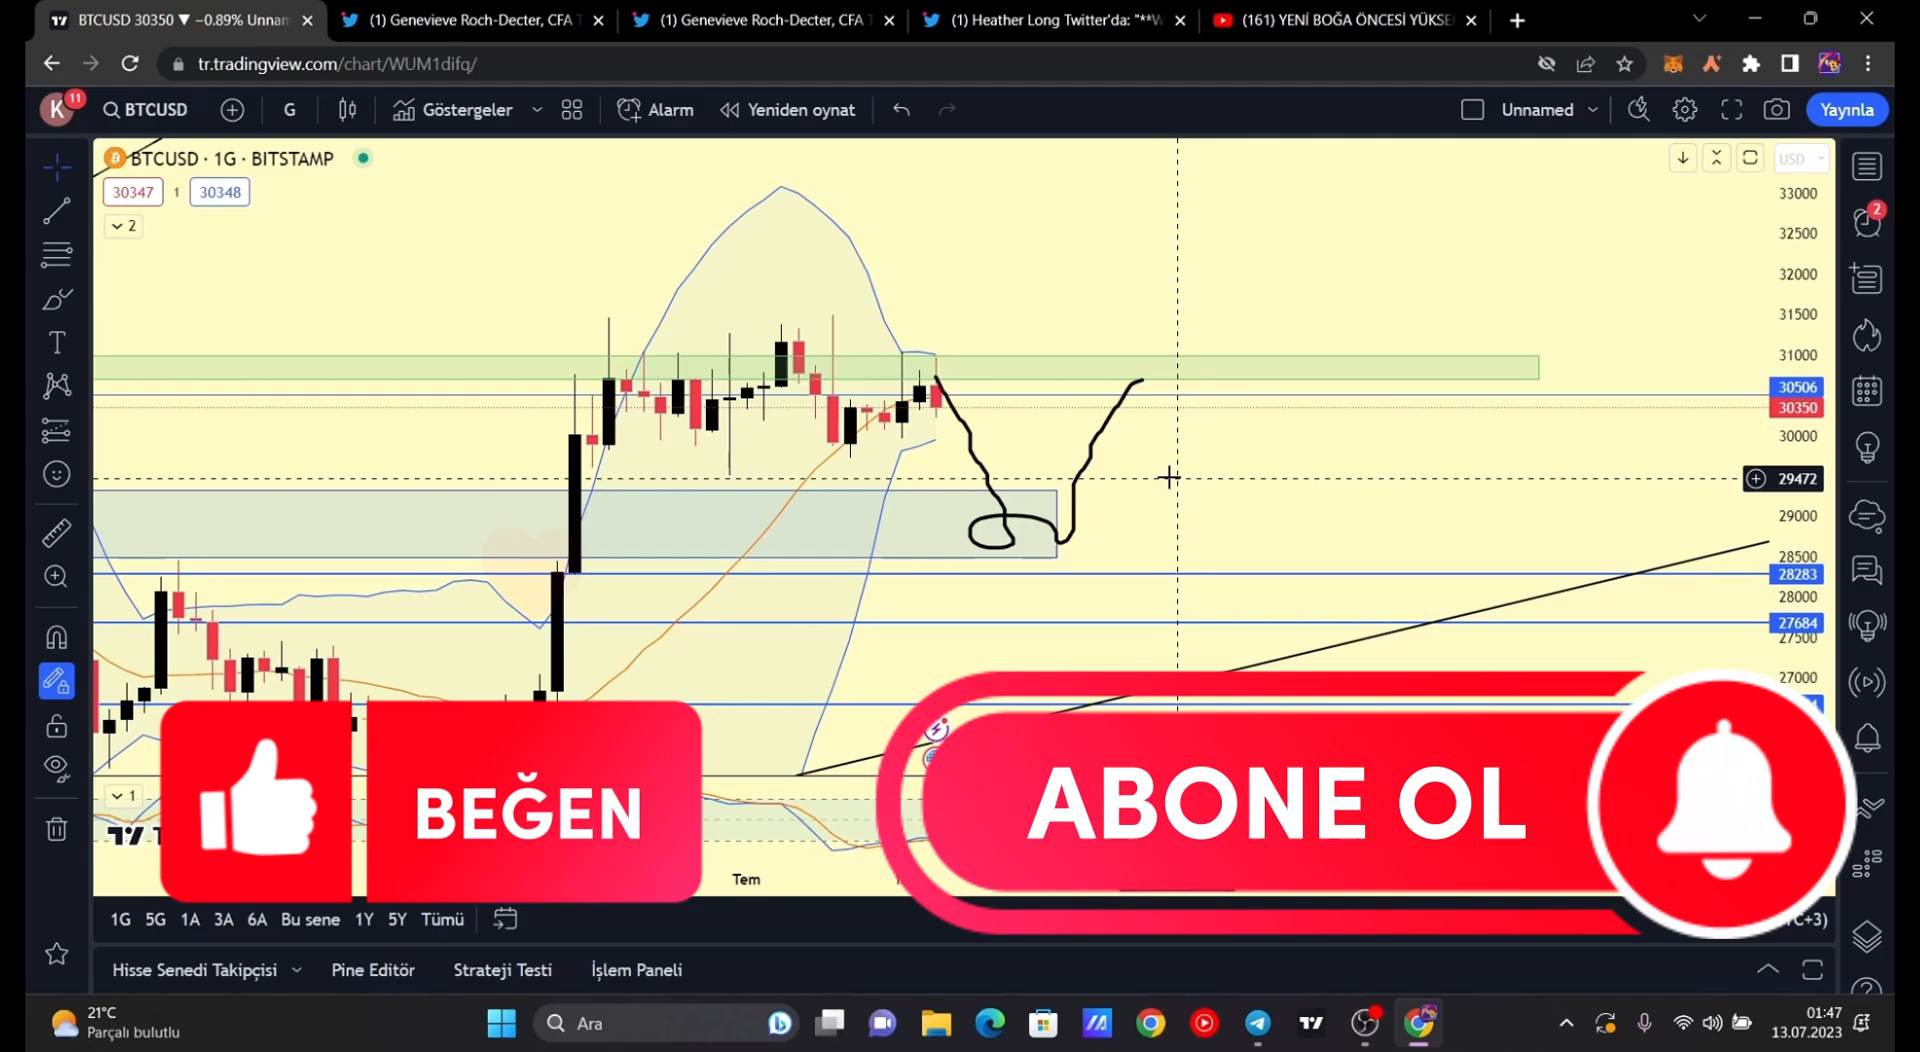 BTCUSD 30350 ▼ −0.89% Unnam
(1) Genevieve Roch-Decter, CFA T
(1) Genevieve Roch-Decter, CFA T
(1) Heather Long Twitter'da: "**W
(161) YENİ BOĞA ÖNCESİ YÜKSE
tr.tradingview.com/chart/WUM1difq/
K
11
BTCUSD
G
Göstergeler
Alarm
Yeniden oynat
Unnamed
Yayınla
BTCUSD · 1G · BITSTAMP
USD
30347
1
30348
2
33000
32500
32000
31500
31000
30506
30350
30000
29472
29000
28500
28283
28000
27684
27500
27000
2
1
BEĞEN
ABONE OL
Tem
1G 5G 1A 3A 6A Bu sene 1Y 5Y Tümü
C+3)
Hisse Senedi Takipçisi
Pine Editör
Strateji Testi
İşlem Paneli
21°C
Parçalı bulutlu
Ara
01:47
13.07.2023